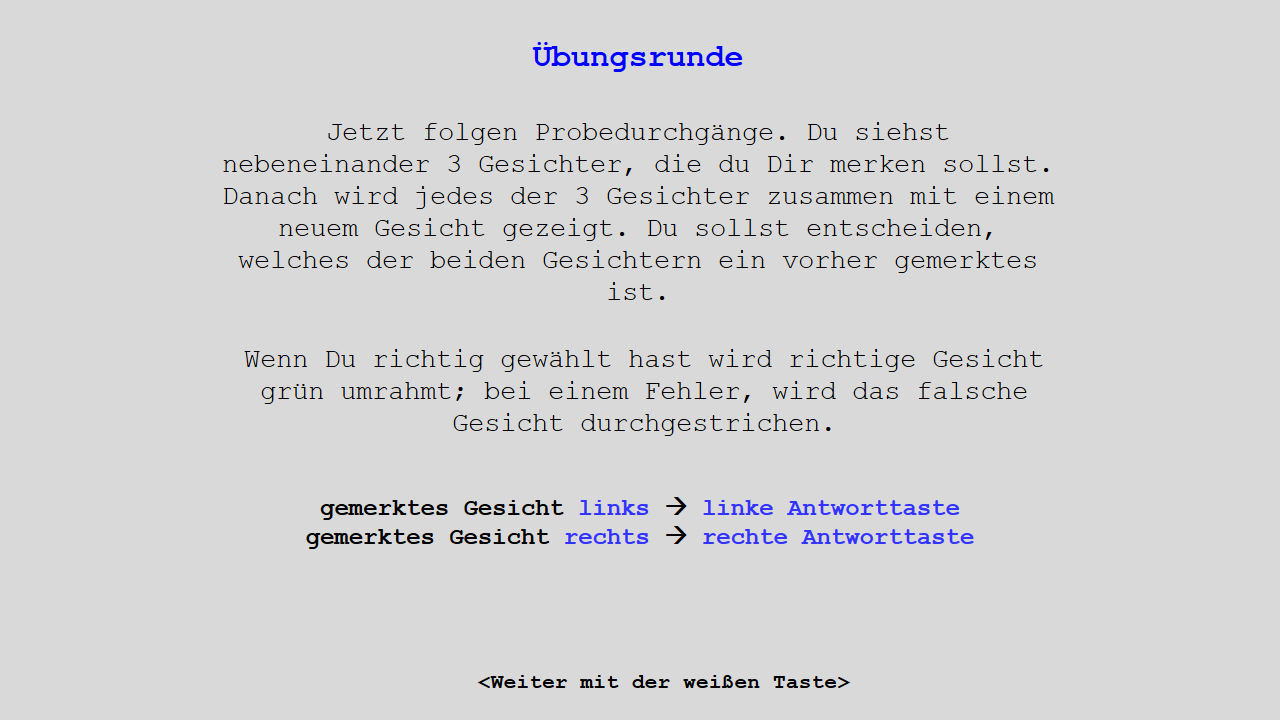 Übungsrunde
Jetzt folgen Probedurchgänge. Du siehst
nebeneinander 3 Gesichter, die du Dir merken sollst.
Danach wird jedes der 3 Gesichter zusammen mit einem
neuem Gesicht gezeigt. Du sollst entscheiden,
welches der beiden Gesichtern ein vorher gemerktes
ist.
Wenn Du richtig gewählt hast wird richtige Gesicht
grün umrahmt; bei einem Fehler, wird das falsche
Gesicht durchgestrichen.
gemerktes Gesicht links → linke Antworttaste
gemerktes Gesicht rechts → rechte Antworttaste
<Weiter mit der weißen Taste>